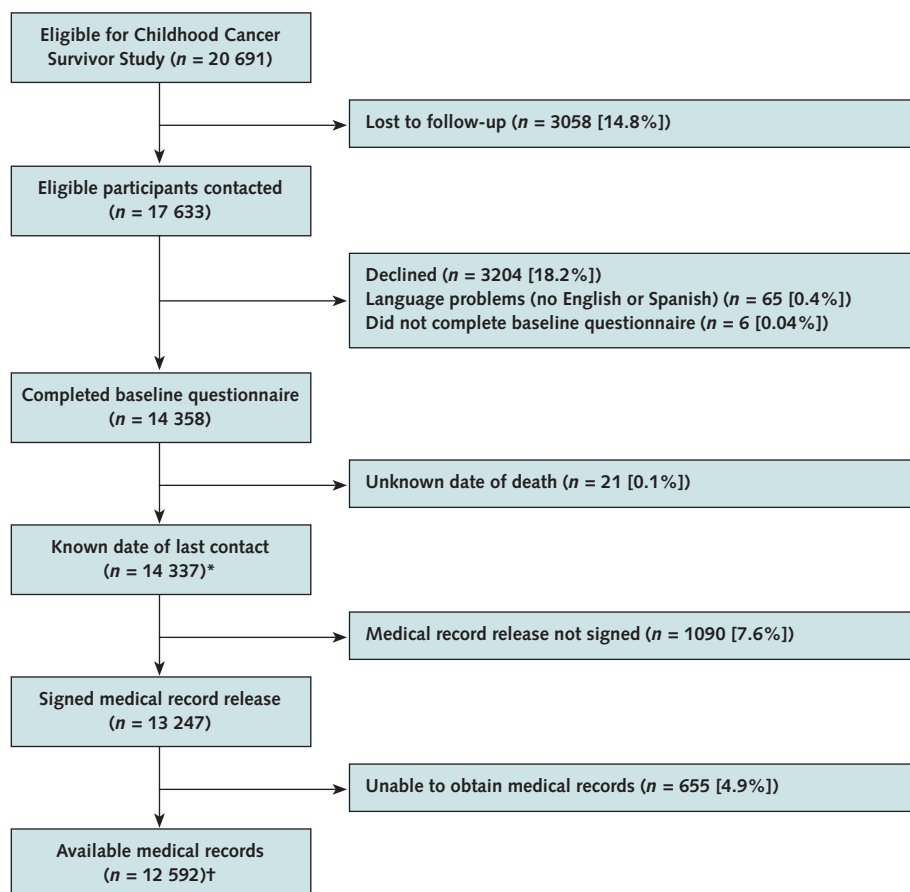 Eligible for Childhood Cancer
Survivor Study (n = 20 691)
Lost to follow-up (n = 3058 [14.8%])
Eligible participants contacted
(n = 17 633)
Declined (n = 3204 [18.2%])
Language problems (no English or Spanish) (n = 65 [0.4%])
Did not complete baseline questionnaire (n = 6 [0.04%])
Completed baseline questionnaire
(n = 14 358)
Unknown date of death (n = 21 [0.1%])
Known date of last contact
(n = 14 337)*
Medical record release not signed (n = 1090 [7.6%])
Signed medical record release
(n = 13 247)
Unable to obtain medical records (n = 655 [4.9%])
Available medical records
(n = 12 592)†